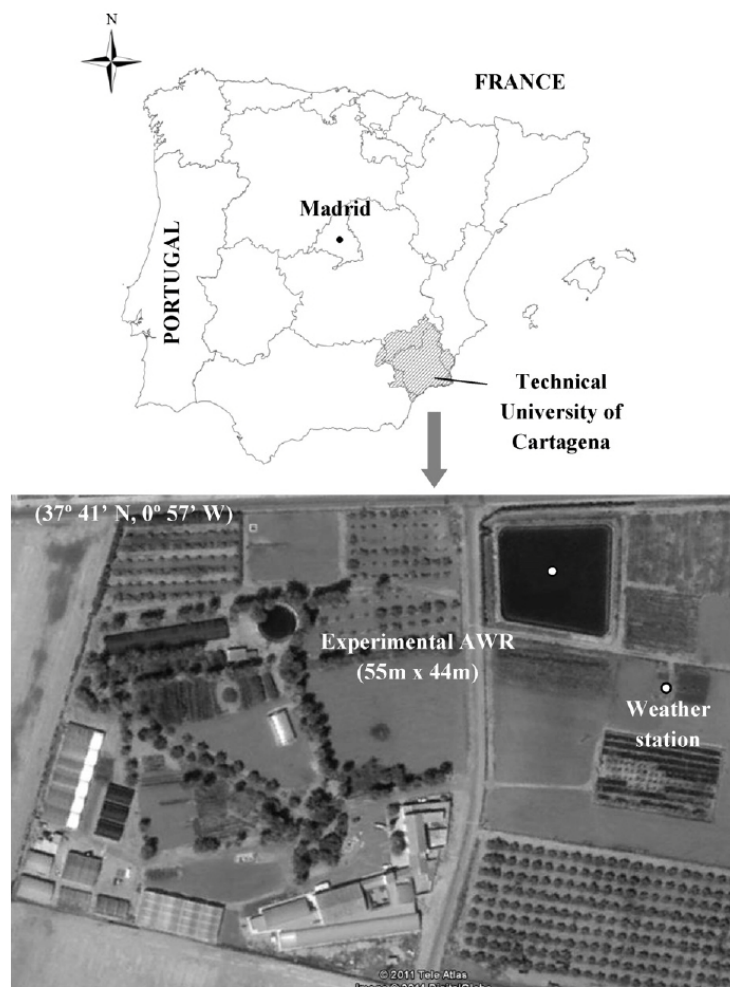 N
FRANCE
Madrid
PORTUGAL
Technical
University of
Cartagena
(37º 41’ N, 0º 57’ W)
Experimental AWR
(55m x 44m)
Weather
station
© 2011 Tele Atlas